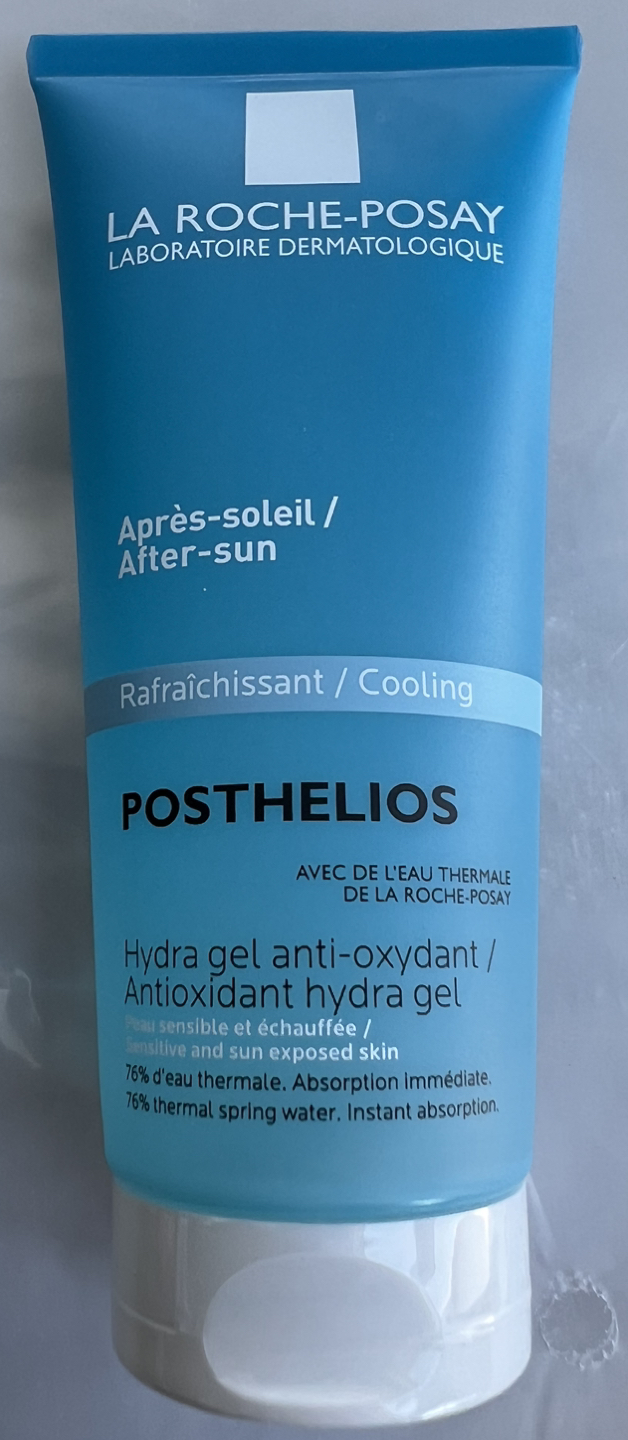 LA ROCHE-POSAY
LABORATOIRE DERMATOLOGIQUE
Après-soleil /
After-sun
Rafraîchissant / Cooling
POSTHELIOS
AVEC DE L'EAU THERMALE
DE LA ROCHE-POSAY
Hydra gel anti-oxydant /
Antioxidant hydra gel
Peau sensible et échauffée /
Sensitive and sun exposed skin
76% d'eau thermale. Absorption immédiate.
76% thermal spring water. Instant absorption.